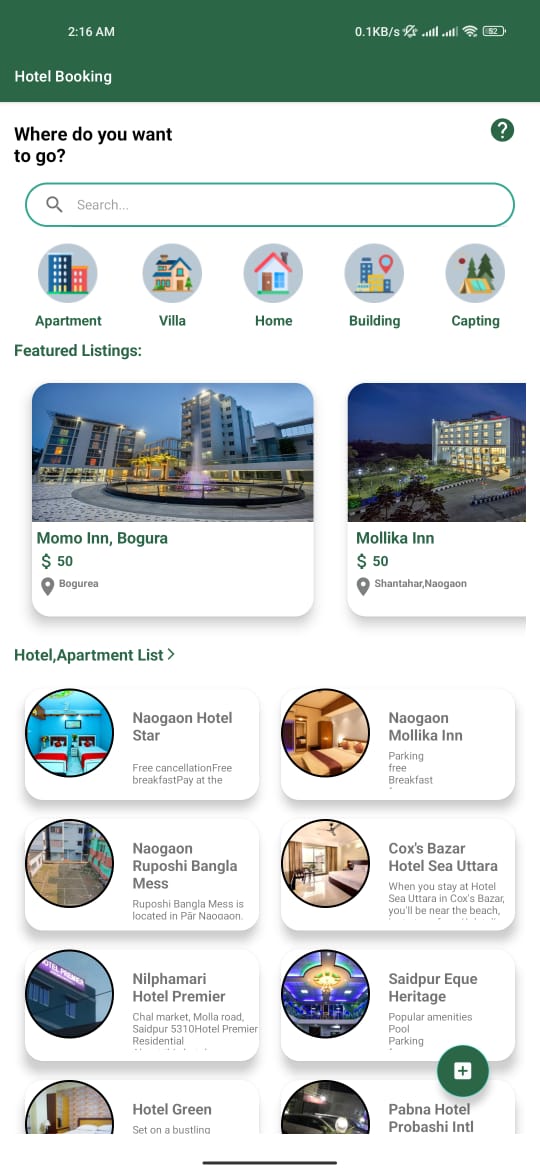 2:16 AM
0.1KB/s
52
Hotel Booking
Where do you want
to go?
?
Search...
Apartment
Villa
Home
Building
Capting
Featured Listings:
Momo Inn, Bogura
$ 50
Bogurea
Mollika Inn
$ 50
Shantahar,Naogaon
Hotel,Apartment List
Naogaon Hotel
Star
Free cancellationFree
breakfastPay at the
Naogaon
Mollika Inn
Parking
free
Breakfast
Naogaon
Ruposhi Bangla
Mess
Ruposhi Bangla Mess is
located in Pār Naogaon,
Cox's Bazar
Hotel Sea Uttara
When you stay at Hotel
Sea Uttara in Cox's Bazar,
you'll be near the beach,
HOTEL PREMIER
Nilphamari
Hotel Premier
Chal market, Molla road,
Saidpur 5310Hotel Premier
Residential
Saidpur Eque
Heritage
Popular amenities
Pool
Parking
Hotel Green
Set on a bustling
Pabna Hotel
Probashi Intl